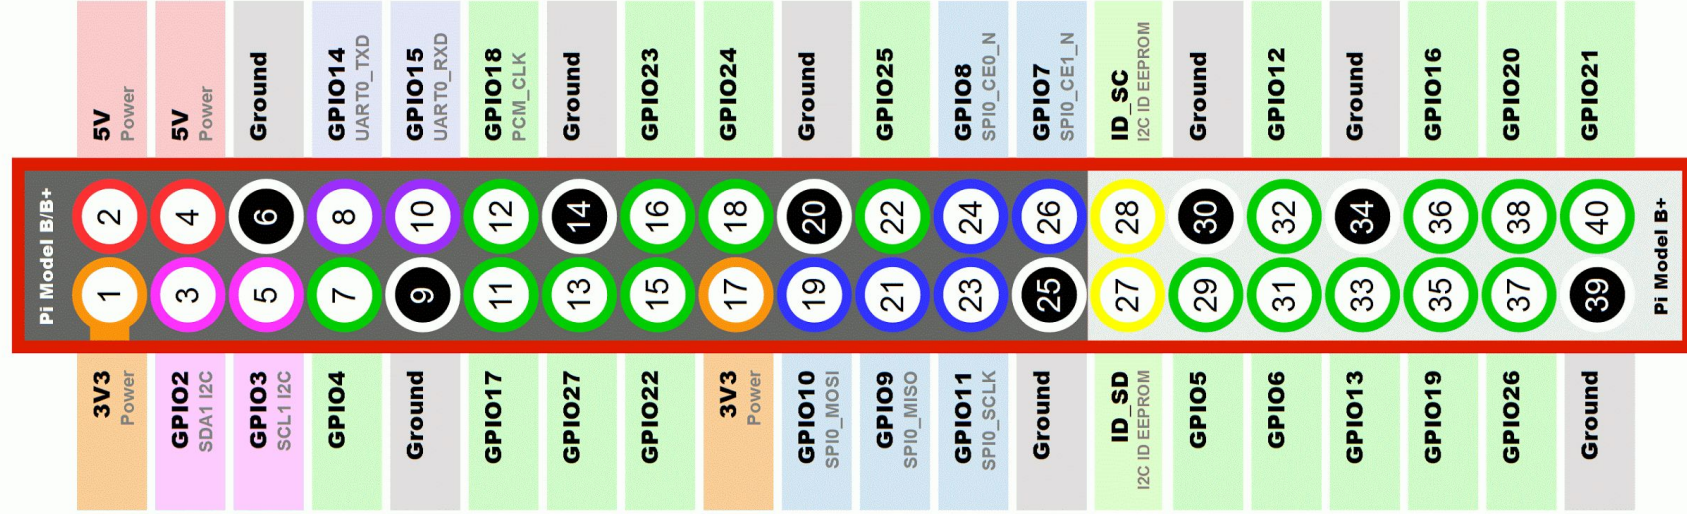 5V
Power
5V
Power
Ground
GPIO14
UART0_TXD
GPIO15
UART0_RXD
GPIO18
PCM_CLK
Ground
GPIO23
GPIO24
Ground
GPIO25
GPIO8
SPI0_CE0_N
GPIO7
SPI0_CE1_N
ID_SC
I2C ID EEPROM
Ground
GPIO12
Ground
GPIO16
GPIO20
GPIO21
Pi Model B/B+
2 4 6 8 10 12 14 16 18 20 22 24 26 28 30 32 34 36 38 40
1 3 5 7 9 11 13 15 17 19 21 23 25 27 29 31 33 35 37 39
Pi Model B+
3V3
Power
GPIO2
SDA1 I2C
GPIO3
SCL1 I2C
GPIO4
Ground
GPIO17
GPIO27
GPIO22
3V3
Power
GPIO10
SPI0_MOSI
GPIO9
SPI0_MISO
GPIO11
SPI0_SCLK
Ground
ID_SD
I2C ID EEPROM
GPIO5
GPIO6
GPIO13
GPIO19
GPIO26
Ground